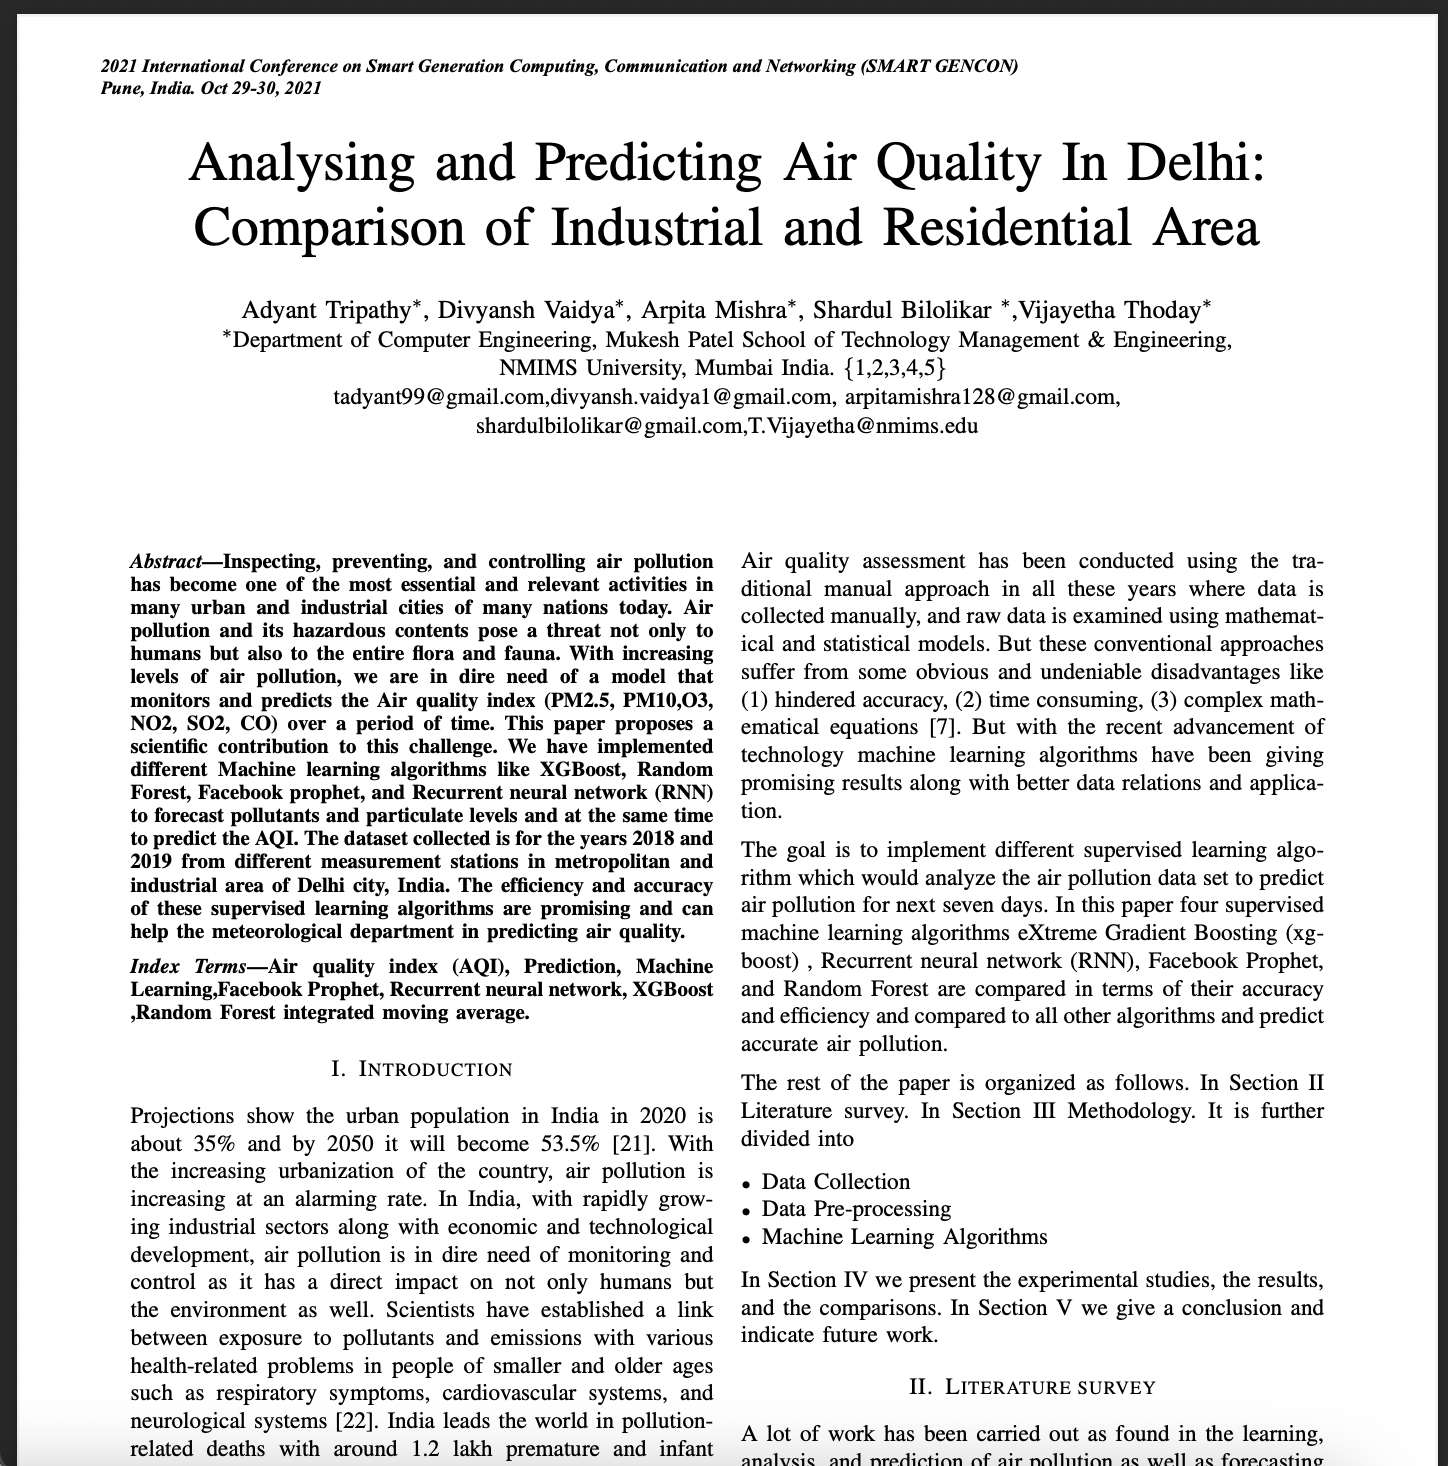 2021 International Conference on Smart Generation Computing, Communication and Networking (SMART GENCON)
Pune, India. Oct 29-30, 2021
Analysing and Predicting Air Quality In Delhi:
Comparison of Industrial and Residential Area
Adyant Tripathy*, Divyansh Vaidya*, Arpita Mishra*, Shardul Bilolikar *,Vijayetha Thoday*
*Department of Computer Engineering, Mukesh Patel School of Technology Management & Engineering,
NMIMS University, Mumbai India. {1,2,3,4,5}
tadyant99@gmail.com,divyansh.vaidya1@gmail.com, arpitamishra128@gmail.com,
shardulbilolikar@gmail.com,T.Vijayetha@nmims.edu
Abstract—Inspecting, preventing, and controlling air pollution
has become one of the most essential and relevant activities in
many urban and industrial cities of many nations today. Air
pollution and its hazardous contents pose a threat not only to
humans but also to the entire flora and fauna. With increasing
levels of air pollution, we are in dire need of a model that
monitors and predicts the Air quality index (PM2.5, PM10,O3,
NO2, SO2, CO) over a period of time. This paper proposes a
scientific contribution to this challenge. We have implemented
different Machine learning algorithms like XGBoost, Random
Forest, Facebook prophet, and Recurrent neural network (RNN)
to forecast pollutants and particulate levels and at the same time
to predict the AQI. The dataset collected is for the years 2018 and
2019 from different measurement stations in metropolitan and
industrial area of Delhi city, India. The efficiency and accuracy
of these supervised learning algorithms are promising and can
help the meteorological department in predicting air quality.
Index Terms—Air quality index (AQI), Prediction, Machine
Learning,Facebook Prophet, Recurrent neural network, XGBoost
,Random Forest integrated moving average.
I. INTRODUCTION
Projections show the urban population in India in 2020 is
about 35% and by 2050 it will become 53.5% [21]. With
the increasing urbanization of the country, air pollution is
increasing at an alarming rate. In India, with rapidly grow-
ing industrial sectors along with economic and technological
development, air pollution is in dire need of monitoring and
control as it has a direct impact on not only humans but
the environment as well. Scientists have established a link
between exposure to pollutants and emissions with various
health-related problems in people of smaller and older ages
such as respiratory symptoms, cardiovascular systems, and
neurological systems [22]. India leads the world in pollution-
related deaths with around 1.2 lakh premature and infant
Air quality assessment has been conducted using the tra-
ditional manual approach in all these years where data is
collected manually, and raw data is examined using mathemat-
ical and statistical models. But these conventional approaches
suffer from some obvious and undeniable disadvantages like
(1) hindered accuracy, (2) time consuming, (3) complex math-
ematical equations [7]. But with the recent advancement of
technology machine learning algorithms have been giving
promising results along with better data relations and applica-
tion.
The goal is to implement different supervised learning algo-
rithm which would analyze the air pollution data set to predict
air pollution for next seven days. In this paper four supervised
machine learning algorithms eXtreme Gradient Boosting (xg-
boost) , Recurrent neural network (RNN), Facebook Prophet,
and Random Forest are compared in terms of their accuracy
and efficiency and compared to all other algorithms and predict
accurate air pollution.
The rest of the paper is organized as follows. In Section II
Literature survey. In Section III Methodology. It is further
divided into
• Data Collection
• Data Pre-processing
• Machine Learning Algorithms
In Section IV we present the experimental studies, the results,
and the comparisons. In Section V we give a conclusion and
indicate future work.
II. LITERATURE SURVEY
A lot of work has been carried out as found in the learning,
analysis, and prediction of air pollution as well as forecasting